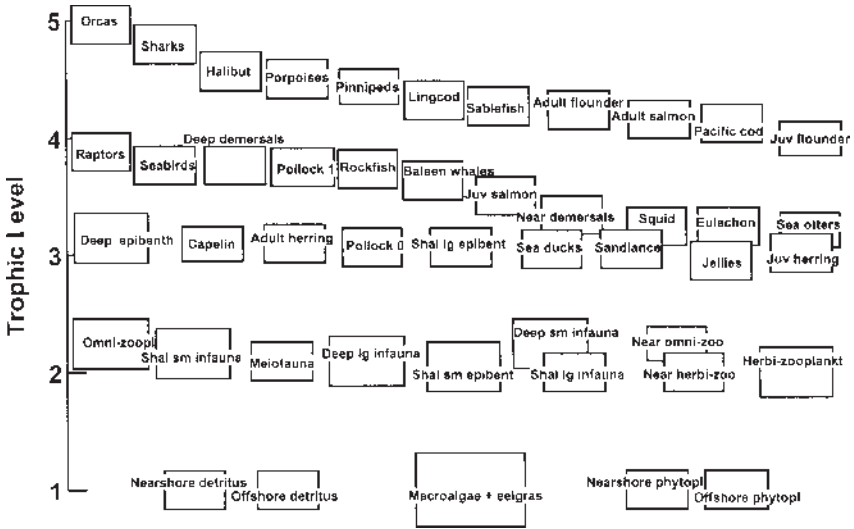 5
Orcas
Sharks
Halibut
Porpoises
Pinnipeds
Lingcod
Sablefish
Adult flounder
Adult salmon
Pacific cod
Juv flounder
4
Raptors
Seabirds
Deep demersals
Pollock 1
Rockfish
Baleen whales
Juv salmon
Near demersals
Squid
Eulachon
Sea otters
Trophic Level
3
Deep epibenth
Capelin
Adult herring
Pollock 0
Shal lg epibent
Sea ducks
Sandlance
Jellies
Juv herring
2
Omni-zoopl
Shal sm infauna
Meiofauna
Deep lg infauna
Shal sm epibent
Deep sm infauna
Shal lg infauna
Near omni-zoo
Near herbi-zoo
Herbi-zooplankt
1
Nearshore detritus
Offshore detritus
Macroalgae + eelgras
Nearshore phytopl
Offshore phytopl